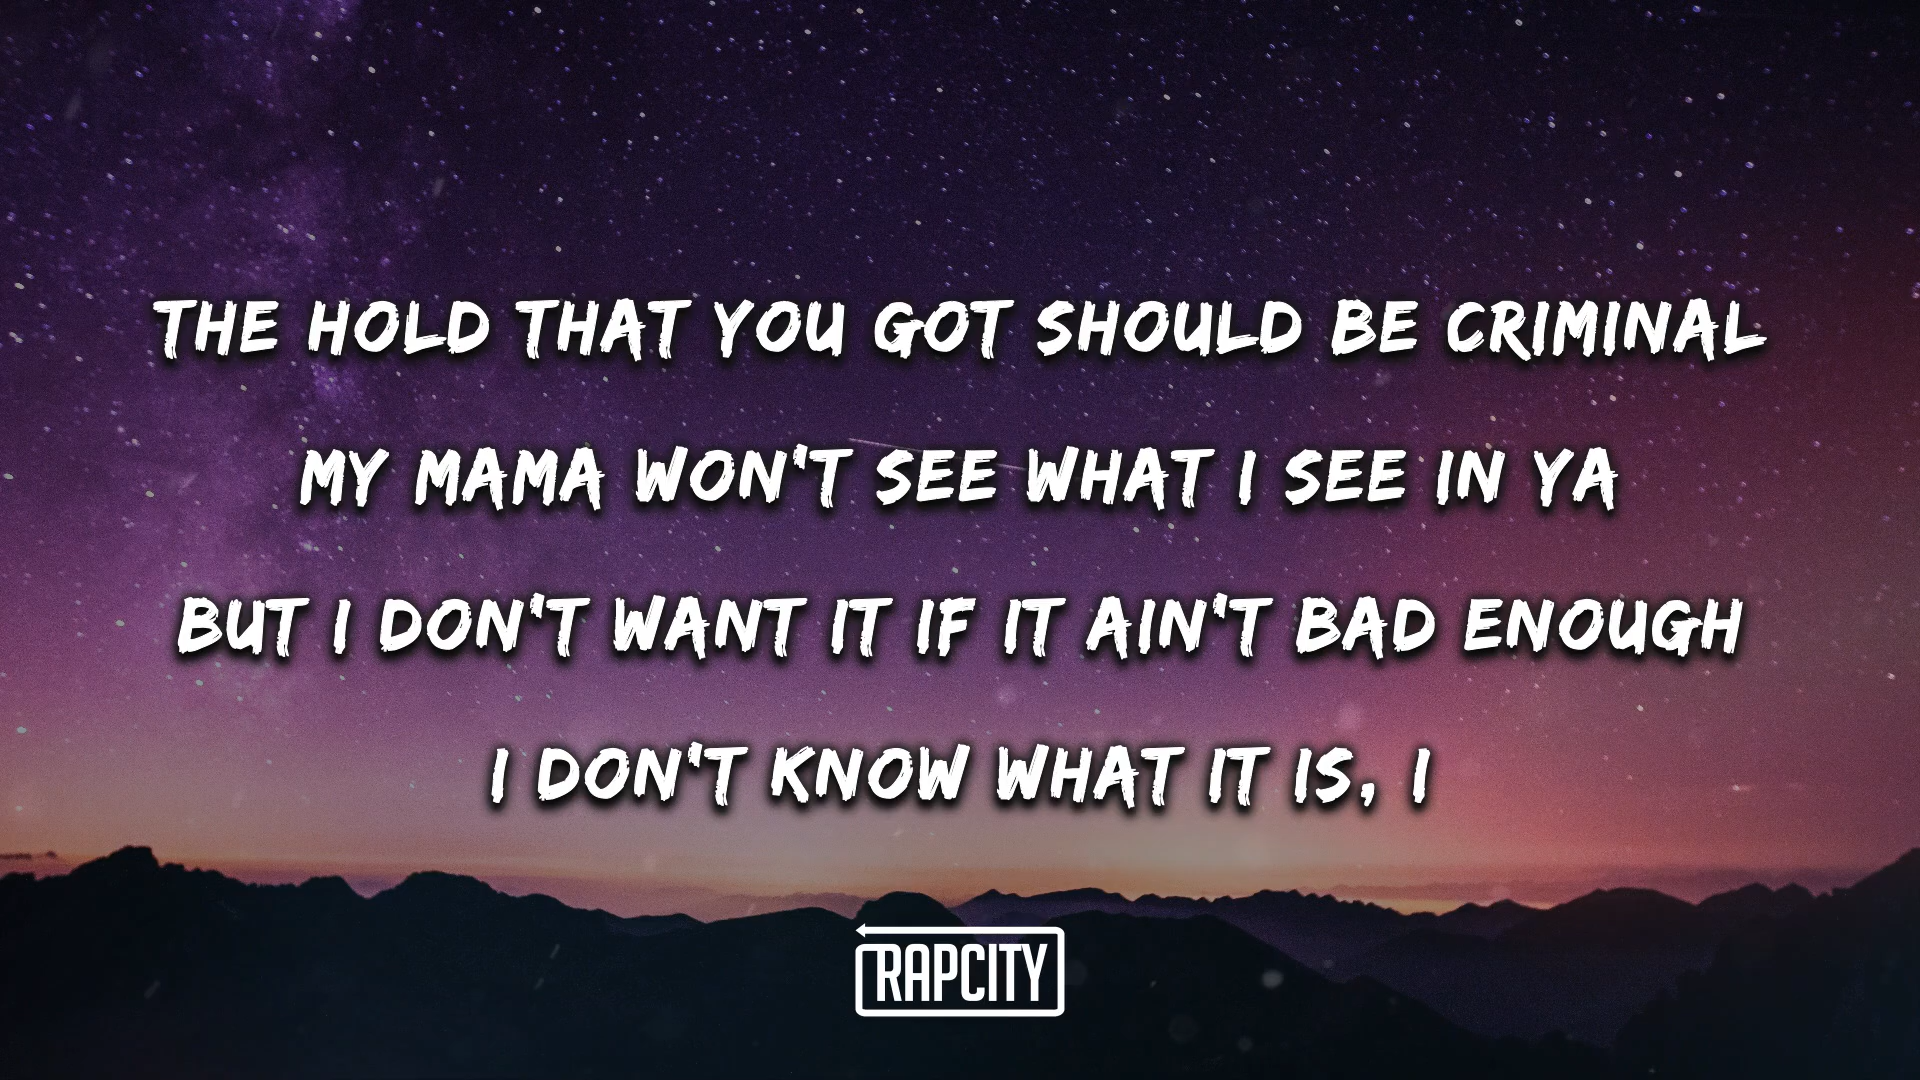 THE HOLD THAT YOU GOT SHOULD BE CRIMINAL
MY MAMA WON'T SEE WHAT I SEE IN YA
BUT I DON'T WANT IT IF IT AIN'T BAD ENOUGH
I DON'T KNOW WHAT IT IS, I
RAPCITY